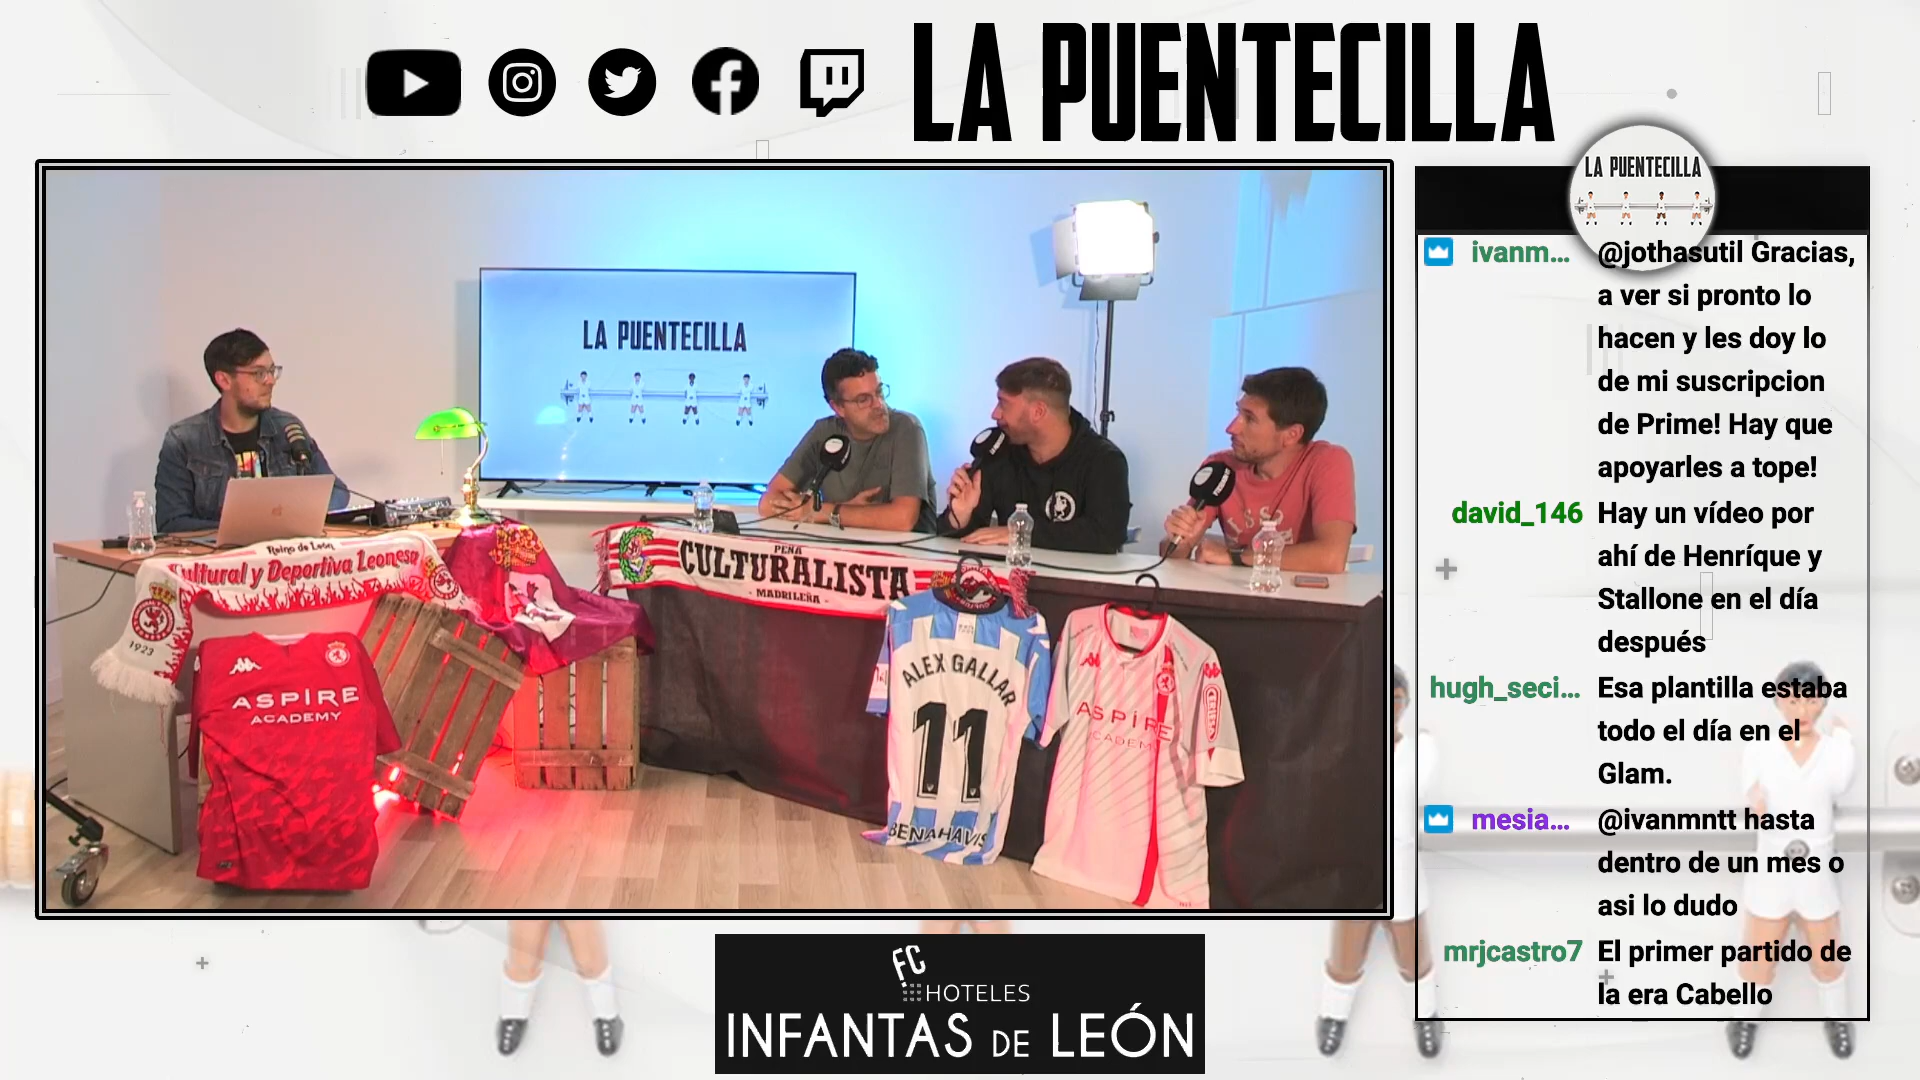 LA PUENTECILLA
LA PUENTECILLA
LA PUENTECILLA
Reino de León
Cultural y Deportiva Leonesa
1923
PEÑA
CULTURALISTA
- MADRILEÑA -
ASPIRE
ACADEMY
ALEX GALLAR
11
BENAHAVIS
ASPIRE
ACADEMY
ivanm... @jothasutil Gracias,
a ver si pronto lo
hacen y les doy lo
de mi suscripcion
de Prime! Hay que
apoyarles a tope!
david_146 Hay un vídeo por
ahí de Henríque y
Stallone en el día
después
hugh_seci... Esa plantilla estaba
todo el día en el
Glam.
mesia... @ivanmntt hasta
dentro de un mes o
asi lo dudo
mrjcastro7 El primer partido de
la era Cabello
FC
HOTELES
INFANTAS DE LEÓN